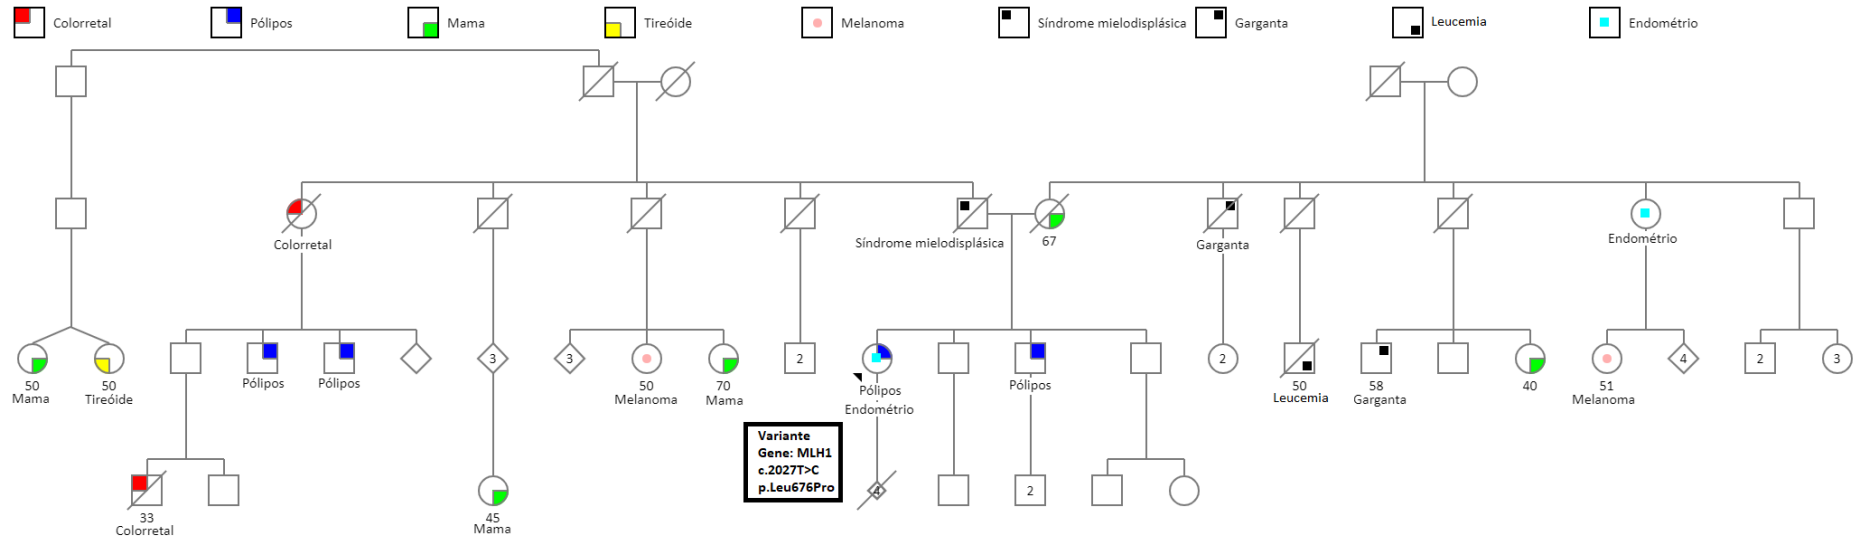 Colorretal
Pólipos
Mama
Tireóide
Melanoma
Síndrome mielodisplásica
Garganta
Leucemia
Endométrio
Colorretal
Síndrome mielodisplásica
67
Garganta
Endométrio
50
Mama
50
Tireóide
Pólipos
Pólipos
3
3
50
Melanoma
70
Mama
2
Pólipos
Endométrio
Pólipos
2
50
Leucemia
58
Garganta
40
51
Melanoma
4
2
3
Variante
Gene: MLH1
c.2027T>C
p.Leu676Pro
33
Colorretal
45
Mama
4
2